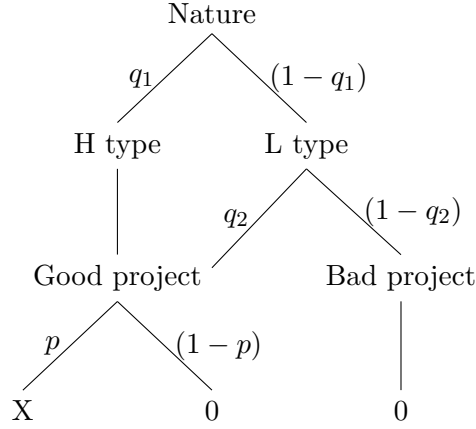 Nature
q₁ (1 − q₁)
H type L type
q₂ (1 − q₂)
Good project Bad project
p (1 − p)
X 0 0